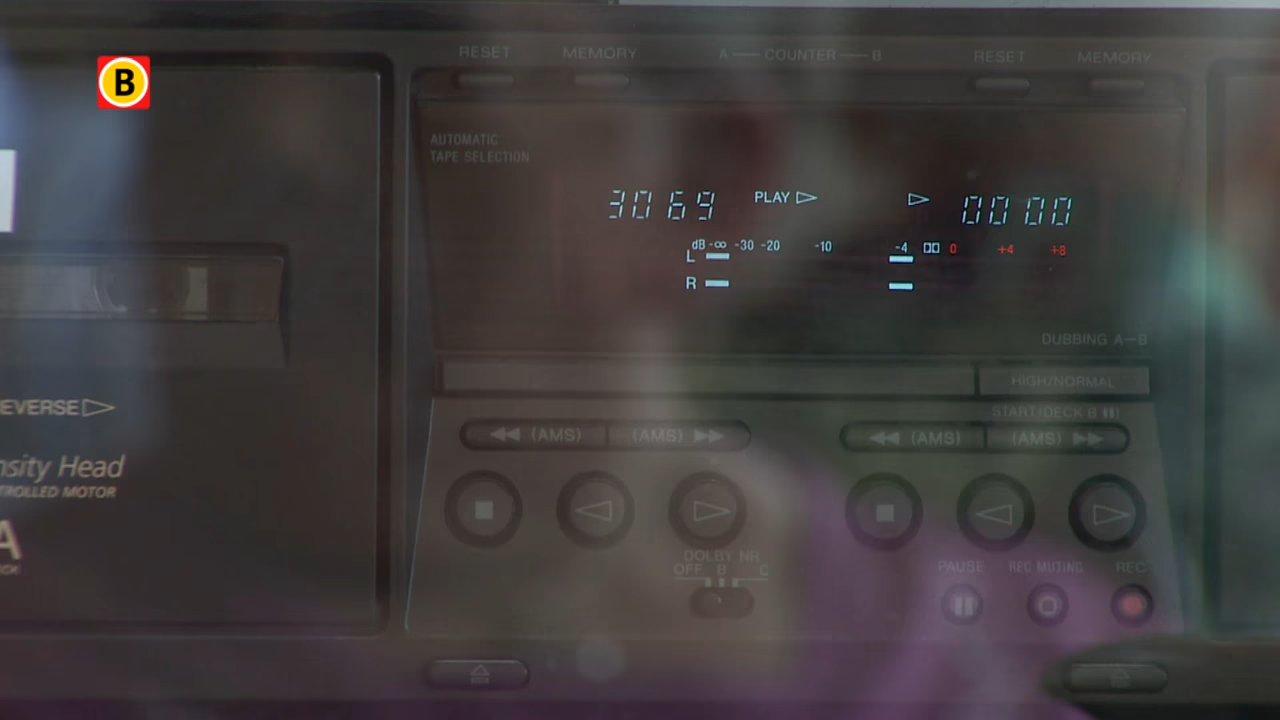 B
RESET MEMORY A — COUNTER — B RESET MEMORY
AUTOMATIC
TAPE SELECTION
3069 PLAY ▷ ▷ 0000
dB -∞ -30 -20 -10 -4 0 +4 +8
L
R
DUBBING A–B
HIGH/NORMAL
START/DECK B
◀◀ (AMS) (AMS) ▶▶ ◀◀ (AMS) (AMS) ▶▶
EVERSE ▷
nsity Head
TROLLED MOTOR
A
DOLBY NR
OFF B C
PAUSE REC MUTING REC